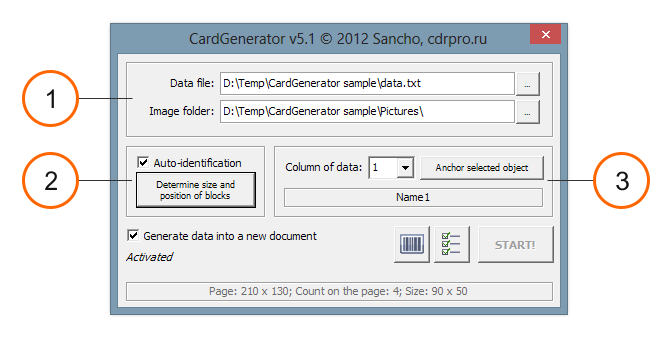 CardGenerator v5.1 © 2012 Sancho, cdrpro.ru
x
1
Data file: D:\Temp\CardGenerator sample\data.txt ...
Image folder: D:\Temp\CardGenerator sample\Pictures\ ...
2
Auto-identification
Determine size and
position of blocks
Column of data: 1 Anchor selected object
Name1
3
Generate data into a new document
Activated
START!
Page: 210 x 130; Count on the page: 4; Size: 90 x 50